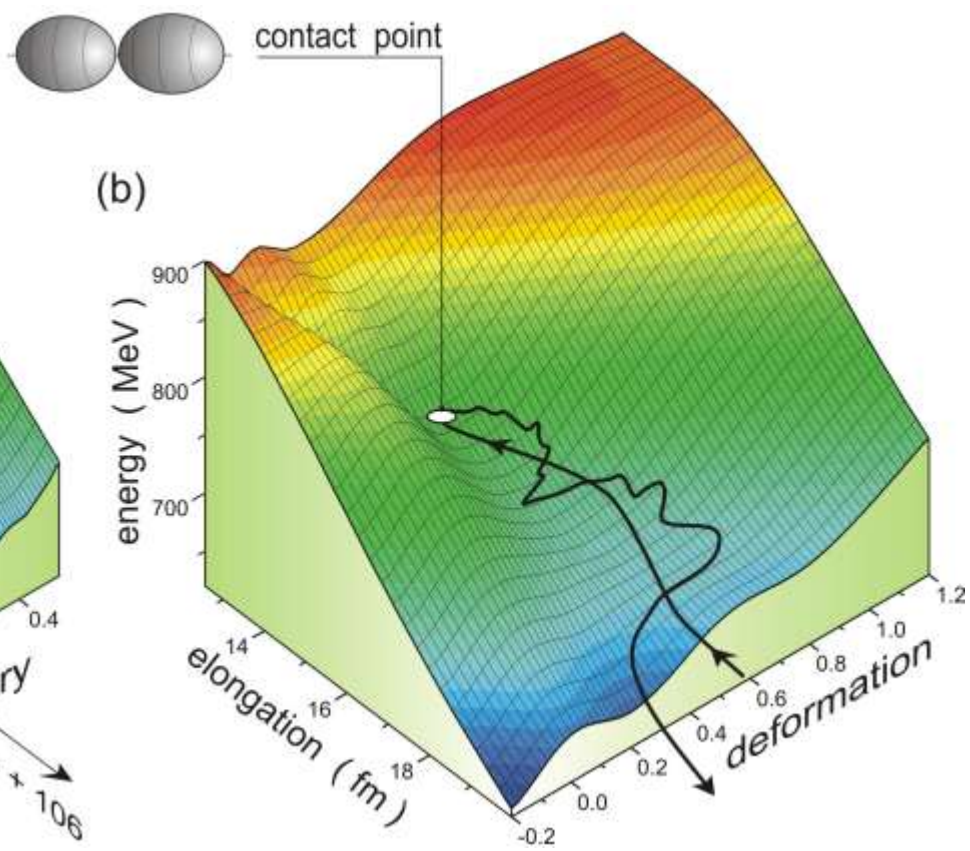 contact point
(b)
900
800
700
energy ( MeV )
14
16
18
elongation ( fm )
-0.2
0.0
0.2
0.4
0.6
0.8
1.0
1.2
deformation
0.4
ry
× 106